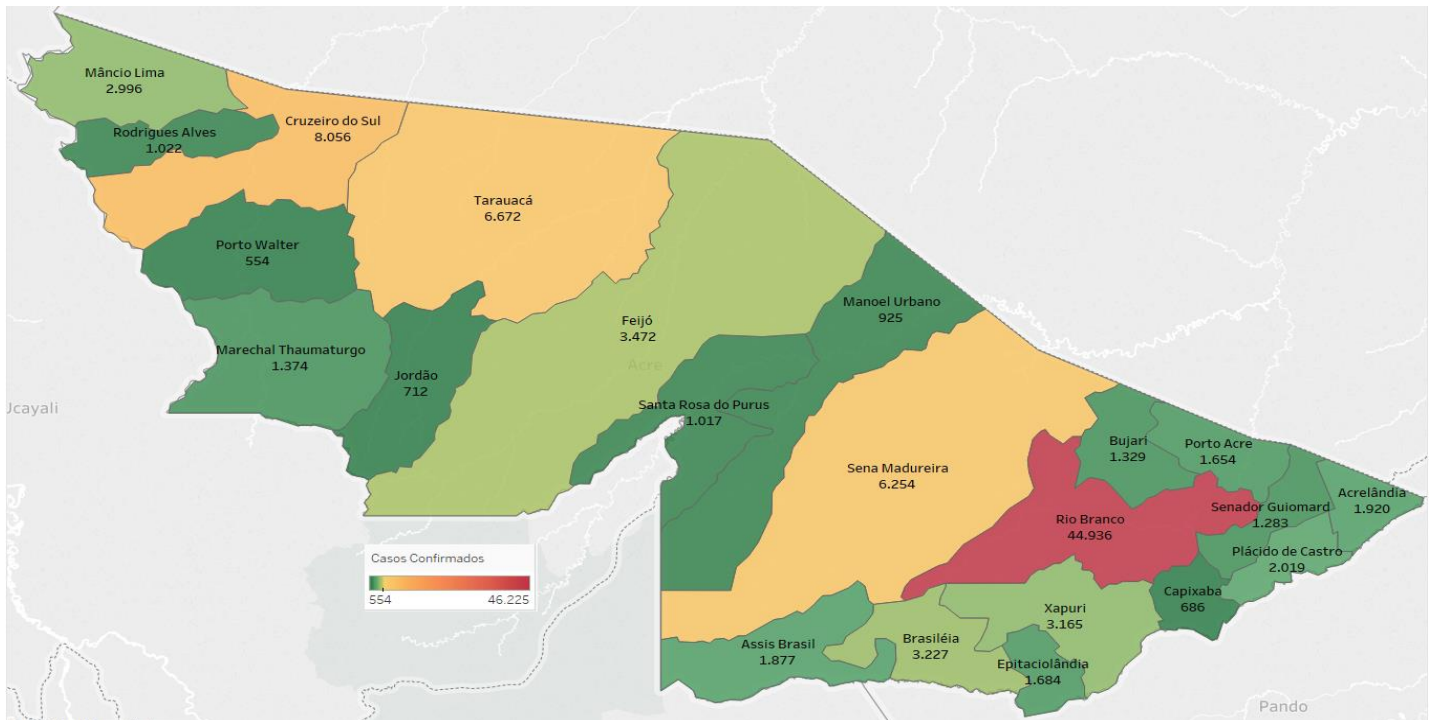 Mâncio Lima
2.996
Rodrigues Alves
1.022
Cruzeiro do Sul
8.056
Tarauacá
6.672
Porto Walter
554
Marechal Thaumaturgo
1.374
Jordão
712
Feijó
3.472
Acre
Manoel Urbano
925
Santa Rosa do Purus
1.017
Sena Madureira
6.254
Bujari
1.329
Porto Acre
1.654
Rio Branco
44.936
Senador Guiomard
1.283
Acrelândia
1.920
Plácido de Castro
2.019
Capixaba
686
Xapuri
3.165
Assis Brasil
1.877
Brasiléia
3.227
Epitaciolândia
1.684
Ucayali
Pando
Casos Confirmados
554 46.225